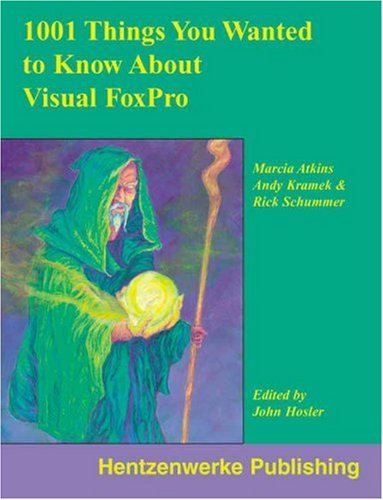 1001 Things You Wanted
to Know About
Visual FoxPro
Marcia Atkins
Andy Kramek &
Rick Schummer
Edited by
John Hosler
Hentzenwerke Publishing